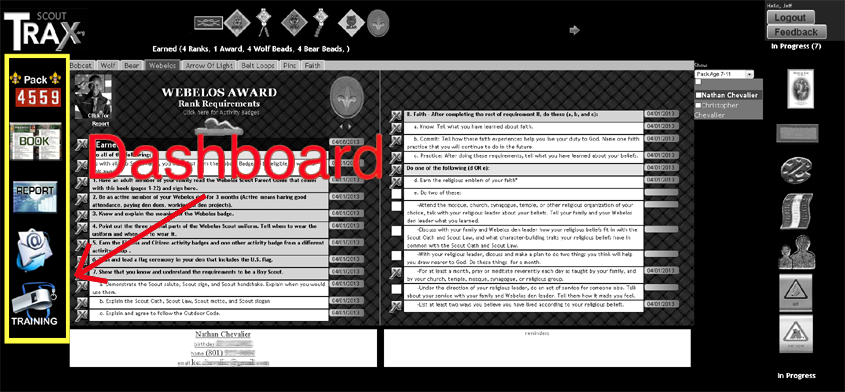 SCOUT
TRAX.org
Earned (4 Ranks, 1 Award, 4 Wolf Beads, 4 Bear Beads, )
Hello, Jeff
Logout
Feedback
In Progress (7)
Pack
4559
BOOK
REPORT
TRAINING
Bobcat Wolf Bear Webelos Arrow Of Light Belt Loops Pins Faith
Show
Pack Age 7-11
Nathan Chevalier
Christopher
Chevalier
Click for
Report
WEBELOS AWARD
Rank Requirements
Click here for Activity Badges
Dashboard
Earned 04/06/2013
Do all of the following:
1. Have an adult member of your family read the Webelos Scout Parent Guide that comes
with this book (pages 1-22) and sign here.
2. Be an active member of your Webelos den for 3 months (Active means having good
attendance, paying den dues, working on den projects).
3. Know and explain the meaning of the Webelos badge.
4. Point out the three special parts of the Webelos Scout uniform. Tell when to wear the
uniform and when not to wear it.
5. Earn the Fitness and Citizen activity badges and one other activity badge from a different
activity group.
6. Plan and lead a flag ceremony in your den that includes the U.S. flag.
7. Show that you know and understand the requirements to be a Boy Scout.
a. Demonstrate the Scout salute, Scout sign, and Scout handshake. Explain when you would
use them.
b. Explain the Scout Oath, Scout Law, Scout motto, and Scout slogan
c. Explain and agree to follow the Outdoor Code. 04/01/2013
8. Faith - After completing the rest of requirement 8, do these (a, b, and c): 04/01/2013
a. Know: Tell what you have learned about faith. 04/01/2013
b. Commit: Tell how these faith experiences help you live your duty to God. Name one faith
practice that you will continue to do in the future. 04/01/2013
c. Practice: After doing these requirements, tell what you have learned about your beliefs. 04/01/2013
Do one of the following (d OR e): 04/01/2013
d. Earn the religious emblem of your faith* 04/01/2013
e. Do two of these: 04/01/2013
-Attend the mosque, church, synagogue, temple, or other religious organization of your
choice, talk with your religious leader about your beliefs. Tell your family and your Webelos
den leader what you learned.
-Discuss with your family and Webelos den leader how your religious beliefs fit in with the
Scout Oath and Scout Law, and what character-building traits your religious beliefs have in
common with the Scout Oath and Scout Law.
-With your religious leader, discuss and make a plan to do two things you think will help
you draw nearer to God. Do these things for a month.
-For at least a month, pray or meditate reverently each day as taught by your family, and
by your church, temple, mosque, synagogue, or religious group. 04/01/2013
-Under the direction of your religious leader, do an act of service for someone else. Talk
about your service with your family and Webelos den leader. Tell them how it made you feel.
-List at least two ways you believe you have lived according to your religious beliefs. 04/01/2013
Nathan Chevalier
birthday
home (801)
email
reminders
In Progress